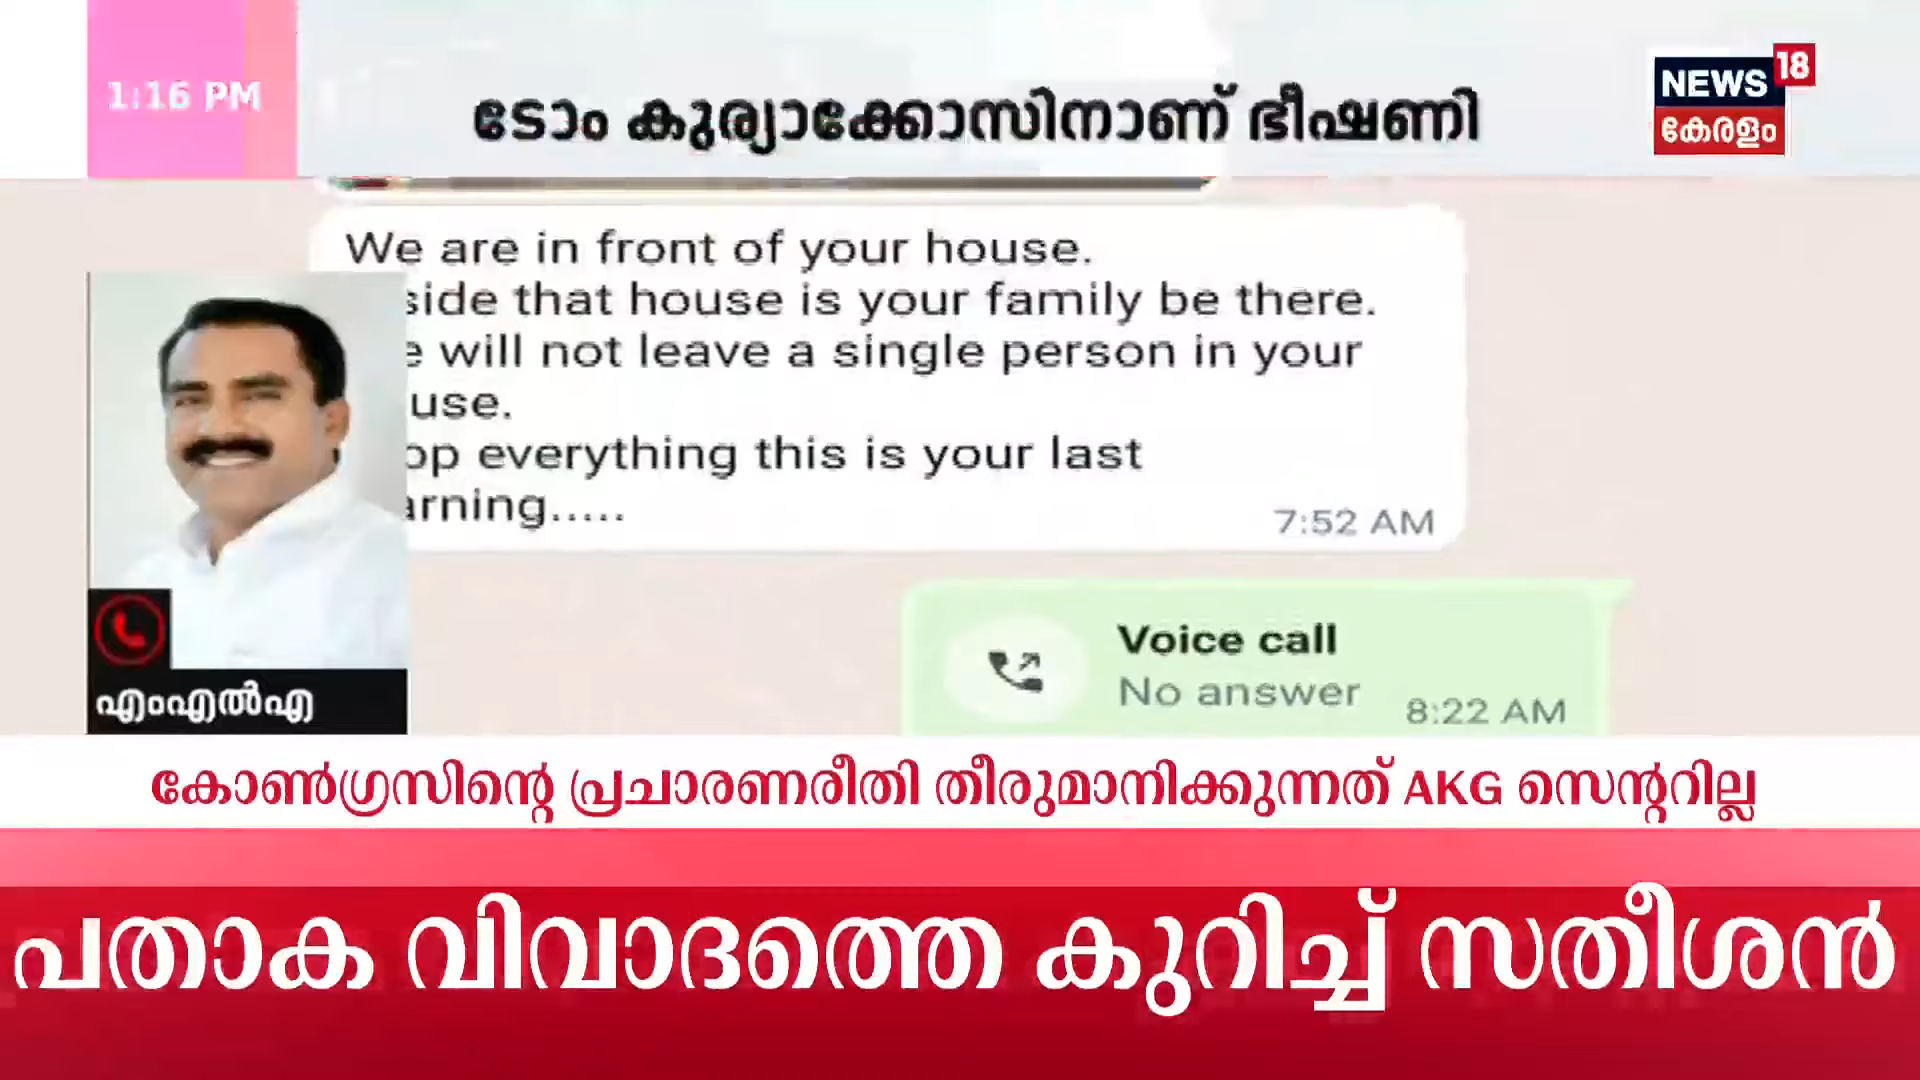 1:16 PM
ടോം കുര്യാക്കോസിനാണ് ഭീഷണി
NEWS 18
കേരളം
We are in front of your house.
side that house is your family be there.
e will not leave a single person in your
use.
op everything this is your last
arning.....
7:52 AM
Voice call
No answer
8:22 AM
എംഎൽഎ
കോൺഗ്രസിന്റെ പ്രചാരണരീതി തീരുമാനിക്കുന്നത് AKG സെന്ററില്ല
പതാക വിവാദത്തെ കുറിച്ച് സതീശൻ